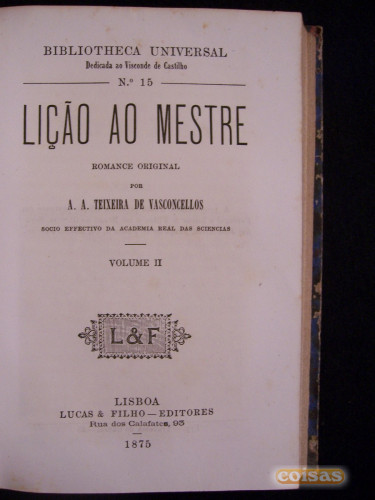 BIBLIOTHECA UNIVERSAL
Dedicada ao Visconde de Castilho
N.º 15
LIÇÃO AO MESTRE
ROMANCE ORIGINAL
POR
A. A. TEIXEIRA DE VASCONCELLOS
SOCIO EFFECTIVO DA ACADEMIA REAL DAS SCIENCIAS
VOLUME II
L & F
LISBOA
LUCAS & FILHO—EDITORES
Rua dos Calafates, 93
1875
coisas